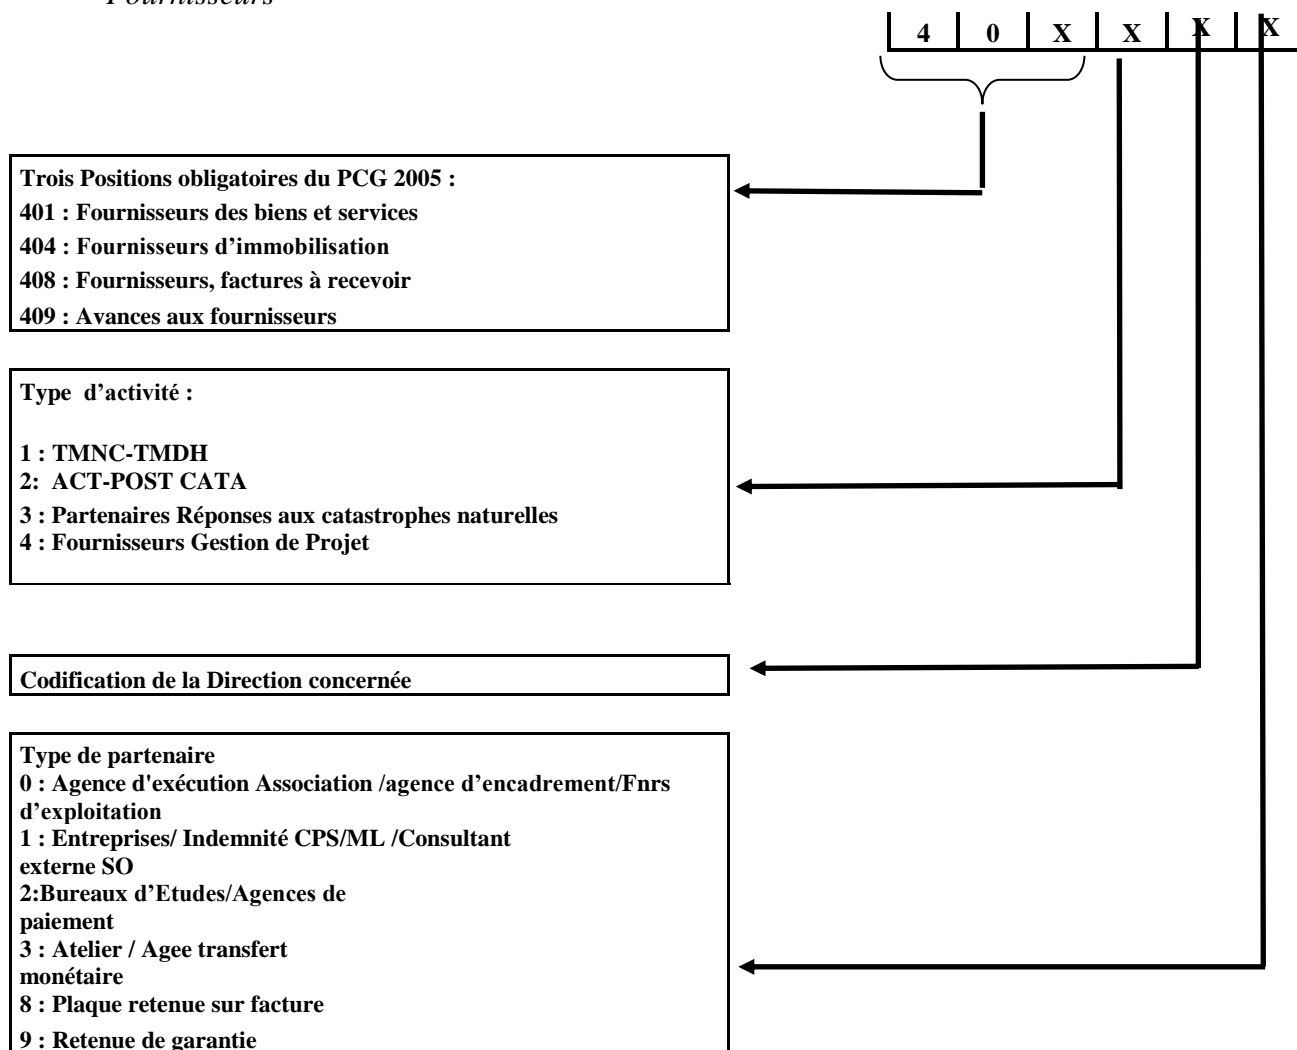 Fournisseurs
4 0 X X X X
Trois Positions obligatoires du PCG 2005 :
401 : Fournisseurs des biens et services
404 : Fournisseurs d’immobilisation
408 : Fournisseurs, factures à recevoir
409 : Avances aux fournisseurs
Type d’activité :
1 : TMNC-TMDH
2: ACT-POST CATA
3 : Partenaires Réponses aux catastrophes naturelles
4 : Fournisseurs Gestion de Projet
Codification de la Direction concernée
Type de partenaire
0 : Agence d'exécution Association /agence d’encadrement/Fnrs
d’exploitation
1 : Entreprises/ Indemnité CPS/ML /Consultant
externe SO
2:Bureaux d’Etudes/Agences de
paiement
3 : Atelier / Agee transfert
monétaire
8 : Plaque retenue sur facture
9 : Retenue de garantie